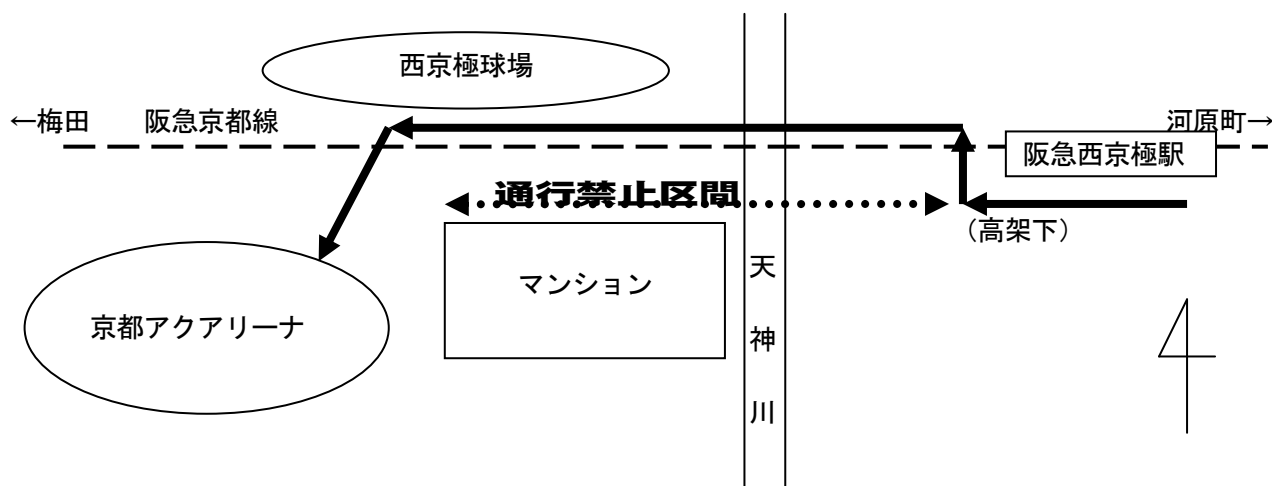 西京極球場
←梅田
阪急京都線
河原町→
阪急西京極駅
通行禁止区間
(高架下)
マンション
天神川
京都アクアリーナ